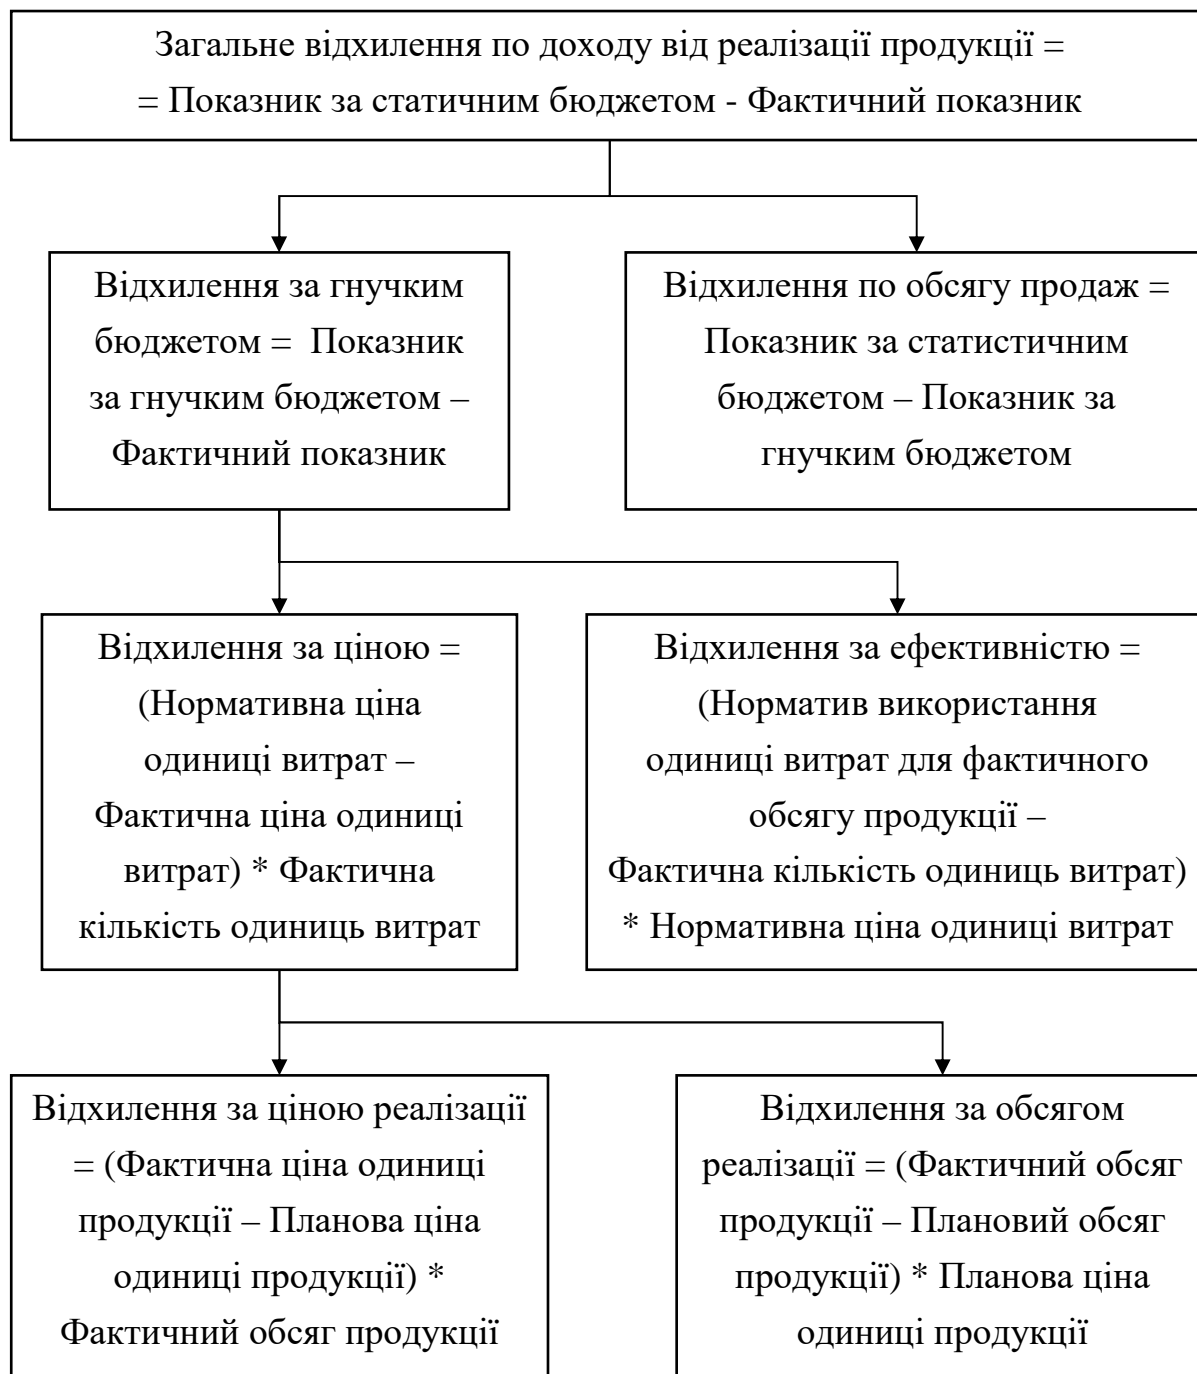 Загальне відхилення по доходу від реалізації продукції =
= Показник за статичним бюджетом - Фактичний показник
Відхилення за гнучким
бюджетом = Показник
за гнучким бюджетом –
Фактичний показник
Відхилення по обсягу продаж =
Показник за статистичним
бюджетом – Показник за
гнучким бюджетом
Відхилення за ціною =
(Нормативна ціна
одиниці витрат –
Фактична ціна одиниці
витрат) * Фактична
кількість одиниць витрат
Відхилення за ефективністю =
(Норматив використання
одиниці витрат для фактичного
обсягу продукції –
Фактична кількість одиниць витрат)
* Нормативна ціна одиниці витрат
Відхилення за ціною реалізації
= (Фактична ціна одиниці
продукції – Планова ціна
одиниці продукції) *
Фактичний обсяг продукції
Відхилення за обсягом
реалізації = (Фактичний обсяг
продукції – Плановий обсяг
продукції) * Планова ціна
одиниці продукції